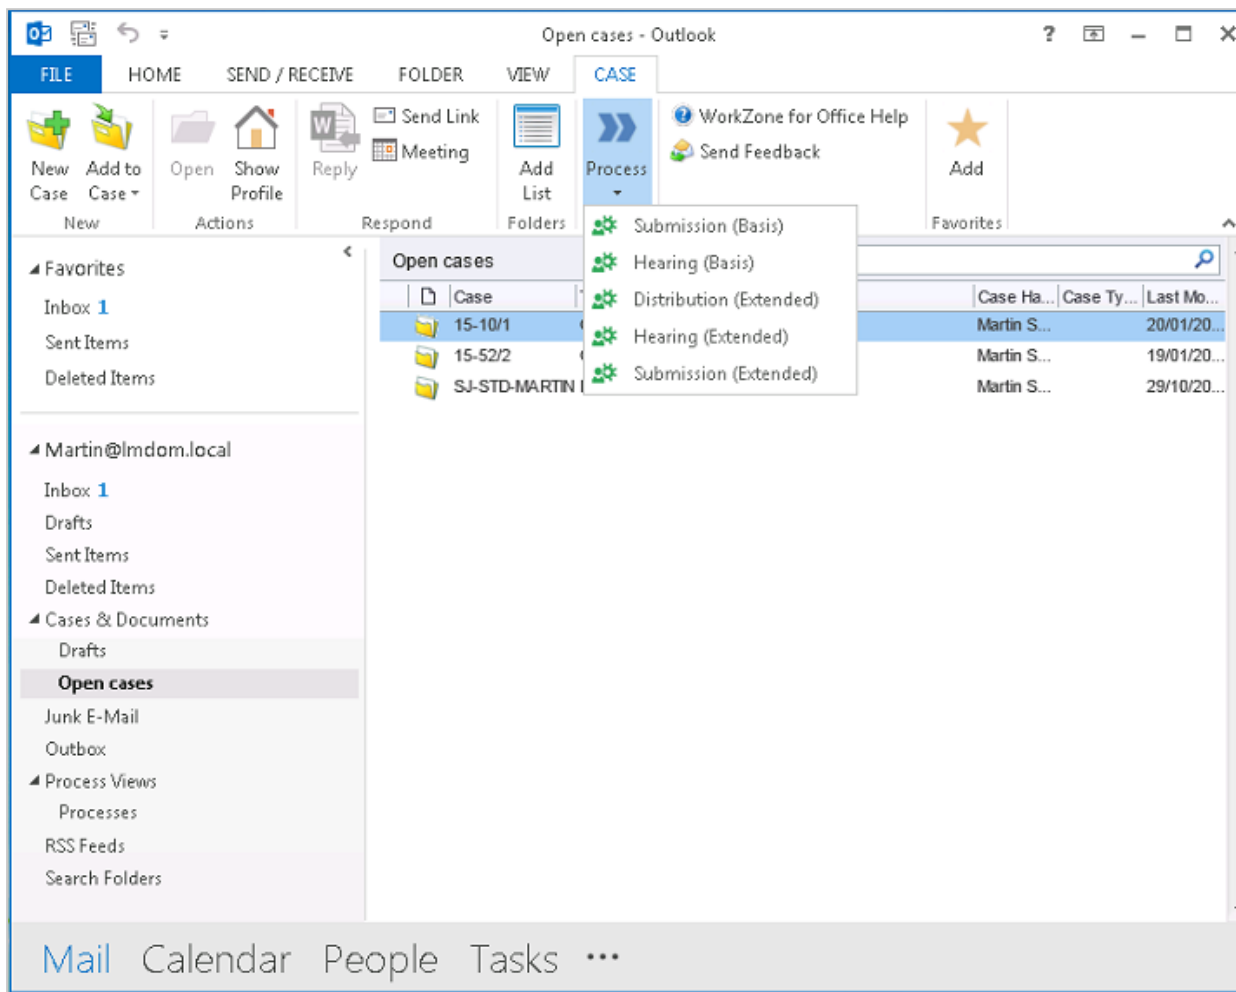 Open cases - Outlook
FILE HOME SEND / RECEIVE FOLDER VIEW CASE
New Case
Add to Case
Open
Show Profile
Reply
Send Link
Meeting
Add List
Process
WorkZone for Office Help
Send Feedback
Add
New Actions Respond Folders Favorites
Submission (Basis)
Hearing (Basis)
Distribution (Extended)
Hearing (Extended)
Submission (Extended)
Favorites
Inbox 1
Sent Items
Deleted Items
Martin@lmdom.local
Inbox 1
Drafts
Sent Items
Deleted Items
Cases & Documents
Drafts
Open cases
Junk E-Mail
Outbox
Process Views
Processes
RSS Feeds
Search Folders
Open cases
Case Case Ha... Case Ty... Last Mo...
15-10/1 Martin S... 20/01/20...
15-52/2 Martin S... 19/01/20...
SJ-STD-MARTIN Martin S... 29/10/20...
Mail Calendar People Tasks ...